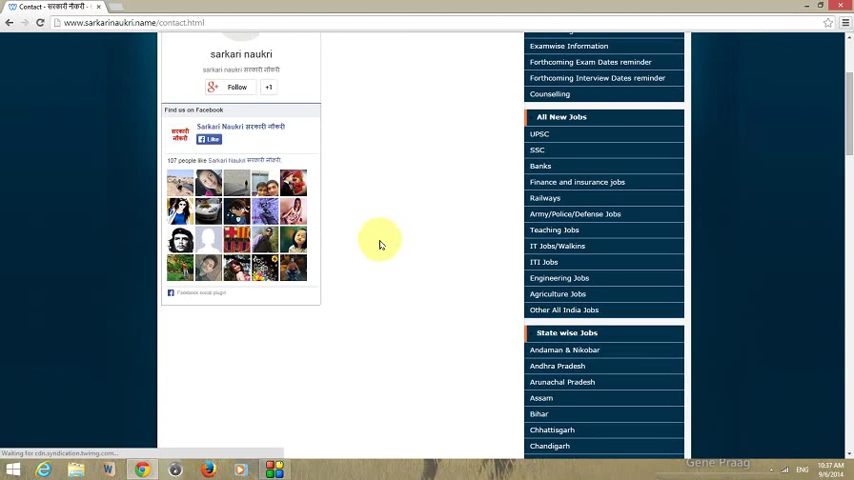 Contact - सरकारी नौकरी -
www.sarkarinaukri.name/contact.html
sarkari naukri
sarkari naukri सरकारी नौकरी
Follow
+1
Find us on Facebook
सरकारी नौकरी
Sarkari Naukri सरकारी नौकरी
Like
107 people like Sarkari Naukri सरकारी नौकरी.
Facebook social plugin
Examwise Information
Forthcoming Exam Dates reminder
Forthcoming Interview Dates reminder
Counselling
All New Jobs
UPSC
SSC
Banks
Finance and insurance jobs
Railways
Army/Police/Defense Jobs
Teaching Jobs
IT Jobs/Walkins
ITI Jobs
Engineering Jobs
Agriculture Jobs
Other All India Jobs
State wise Jobs
Andaman & Nikobar
Andhra Pradesh
Arunachal Pradesh
Assam
Bihar
Chhattisgarh
Chandigarh
Waiting for cdn.syndication.twimg.com...
Gene Praag
ENG
10:37 AM
9/6/2014